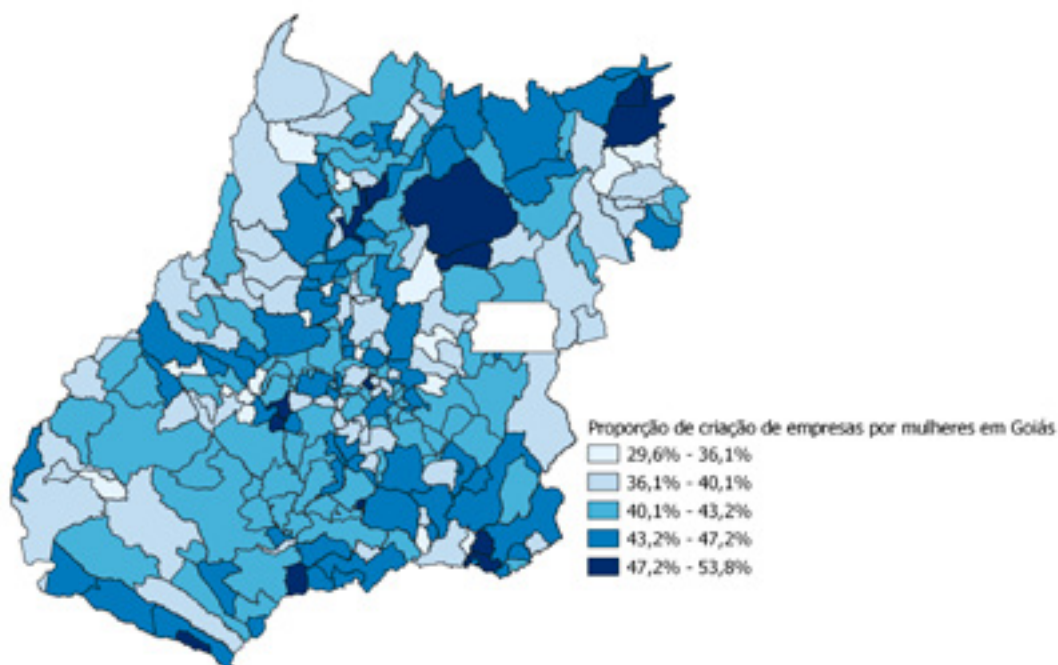 Proporção de criação de empresas por mulheres em Goiás
29,6% - 36,1%
36,1% - 40,1%
40,1% - 43,2%
43,2% - 47,2%
47,2% - 53,8%